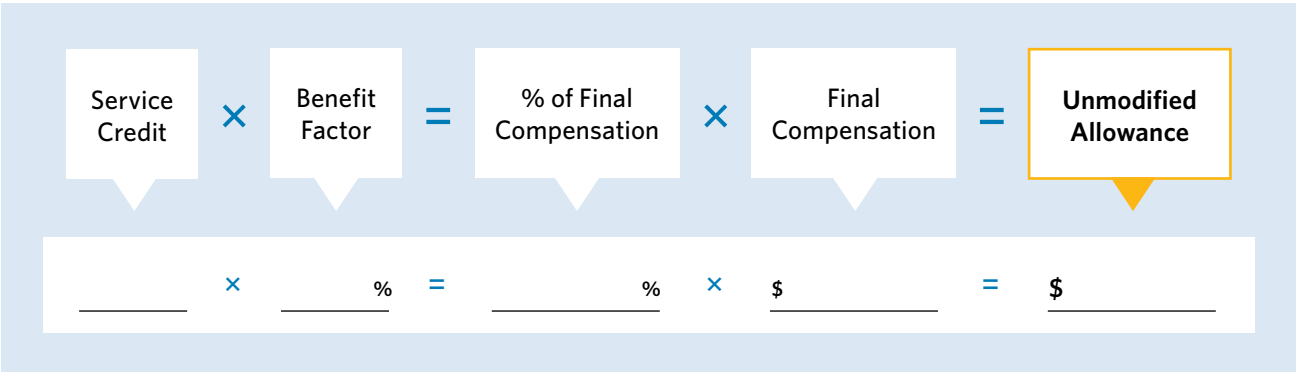 Service
Credit
×
Benefit
Factor
=
% of Final
Compensation
×
Final
Compensation
=
Unmodified
Allowance
× % = % × $ = $